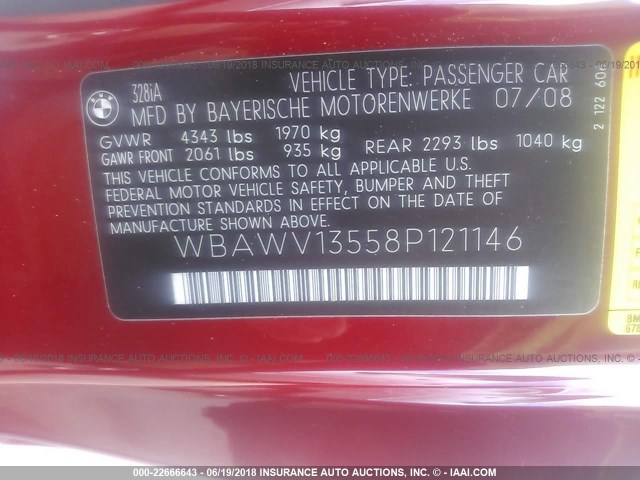 328iA
VEHICLE TYPE: PASSENGER CAR
MFD BY BAYERISCHE MOTORENWERKE 07/08
GVWR 4343 lbs 1970 kg
GAWR FRONT 2061 lbs 935 kg REAR 2293 lbs 1040 kg
THIS VEHICLE CONFORMS TO ALL APPLICABLE U.S.
FEDERAL MOTOR VEHICLE SAFETY, BUMPER AND THEFT
PREVENTION STANDARDS IN EFFECT ON THE DATE OF
MANUFACTURE SHOWN ABOVE.
WBAWV13558P121146
2 122 60
000-22666643 - 06/19/2018 INSURANCE AUTO AUCTIONS - © IAAI.COM